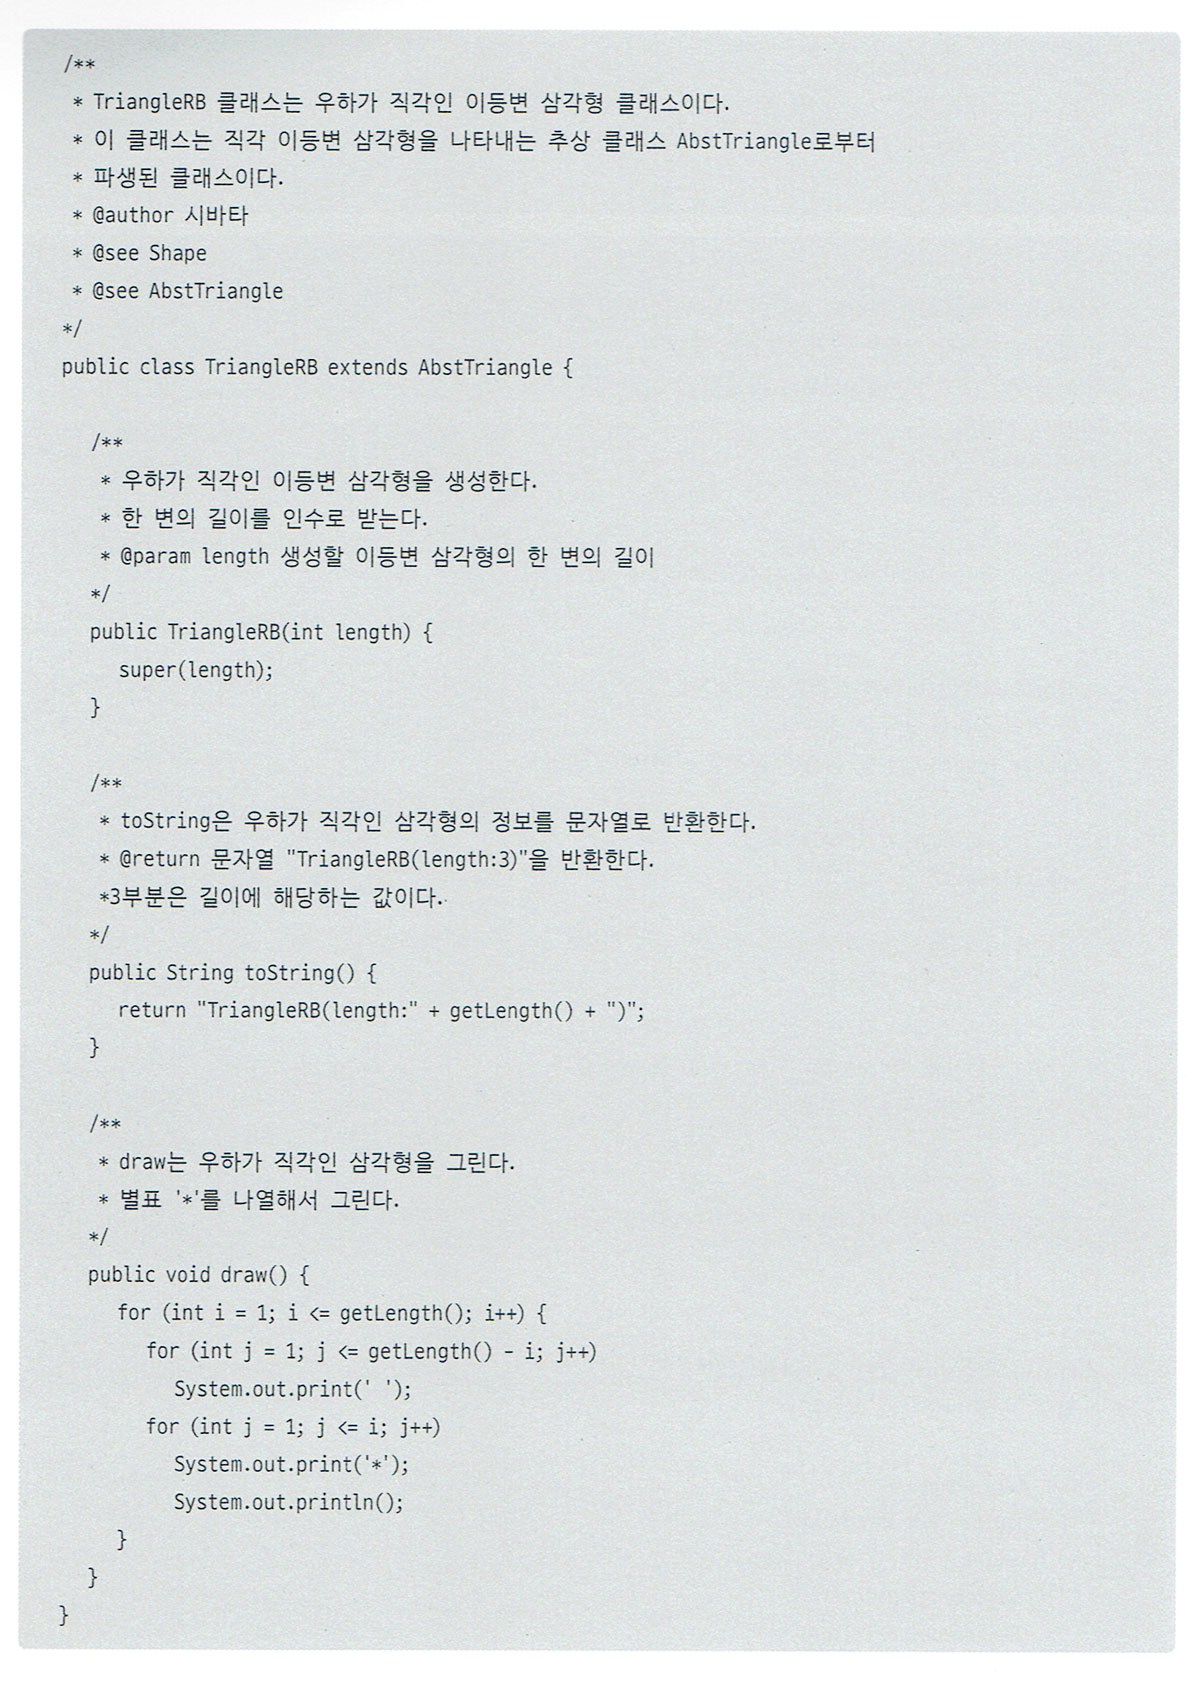 /**
 * TriangleRB 클래스는 우하가 직각인 이등변 삼각형 클래스이다.
 * 이 클래스는 직각 이등변 삼각형을 나타내는 추상 클래스 AbstTriangle로부터
 * 파생된 클래스이다.
 * @author 시바타
 * @see Shape
 * @see AbstTriangle
*/
public class TriangleRB extends AbstTriangle {

   /**
    * 우하가 직각인 이등변 삼각형을 생성한다.
    * 한 변의 길이를 인수로 받는다.
    * @param length 생성할 이등변 삼각형의 한 변의 길이
   */
   public TriangleRB(int length) {
      super(length);
   }

   /**
    * toString은 우하가 직각인 삼각형의 정보를 문자열로 반환한다.
    * @return 문자열 "TriangleRB(length:3)"을 반환한다.
    *3부분은 길이에 해당하는 값이다.
   */
   public String toString() {
      return "TriangleRB(length:" + getLength() + ")";
   }

   /**
    * draw는 우하가 직각인 삼각형을 그린다.
    * 별표 '*'를 나열해서 그린다.
   */
   public void draw() {
      for (int i = 1; i <= getLength(); i++) {
         for (int j = 1; j <= getLength() - i; j++)
            System.out.print(' ');
         for (int j = 1; j <= i; j++)
            System.out.print('*');
            System.out.println();
      }
   }
}